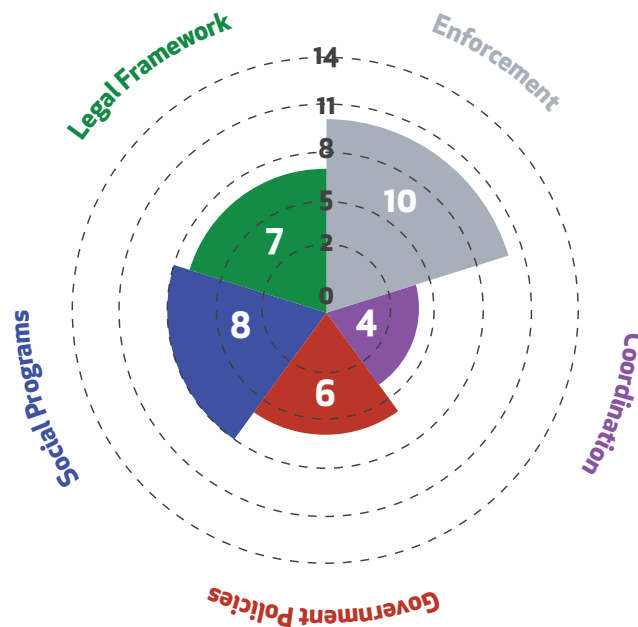 Legal Framework
Enforcement
14
11
8
5
2
0
10
7
8
4
6
Social Programs
Coordination
Government Policies